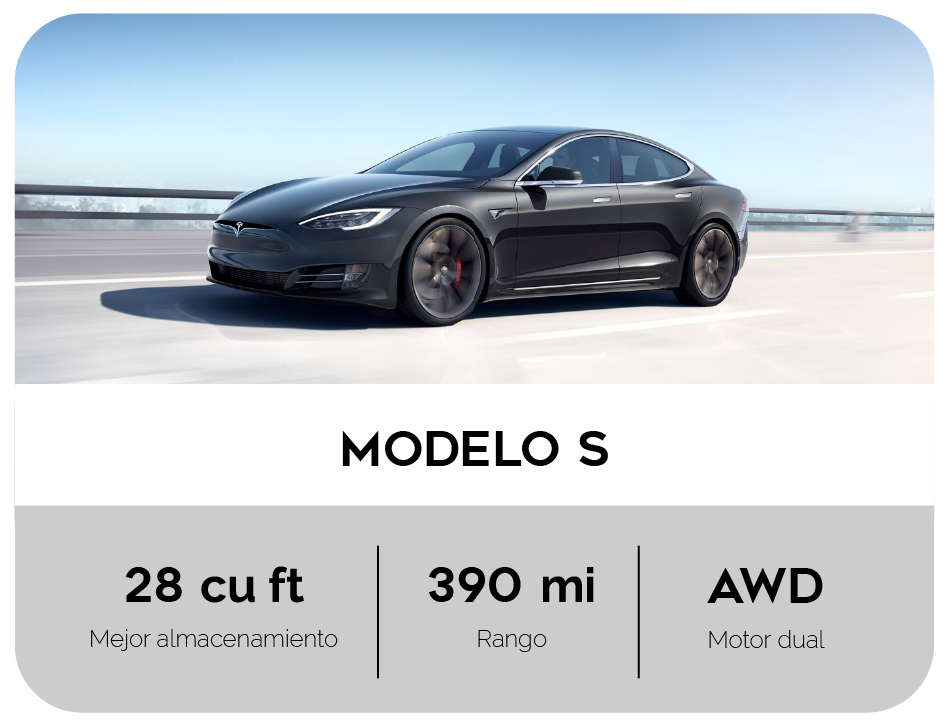 MODELO S
28 cu ft
390 mi
AWD
Mejor almacenamiento
Rango
Motor dual